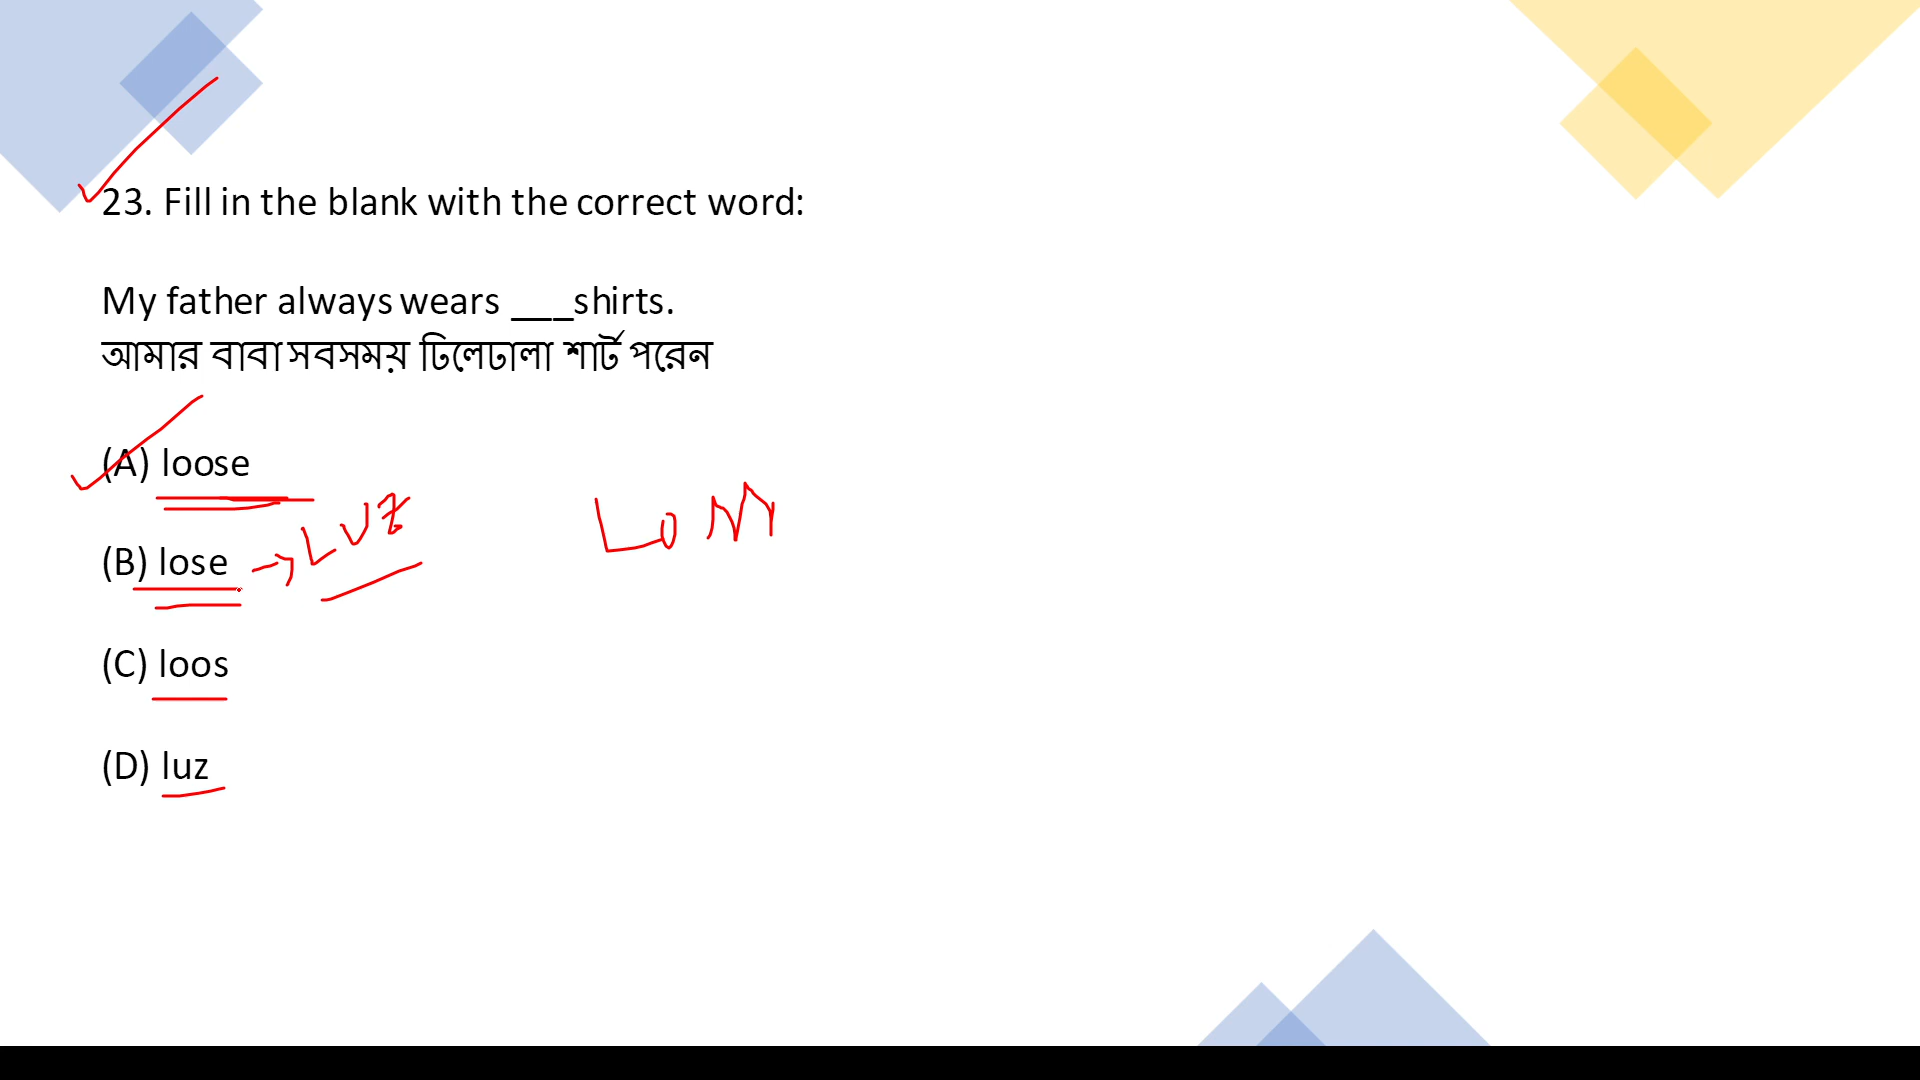 23. Fill in the blank with the correct word:
My father always wears ___shirts.
আমার বাবা সবসময় ঢিলেঢালা শার্ট পরেন
(A) loose
(B) lose → LUZ
(C) loos
(D) luz